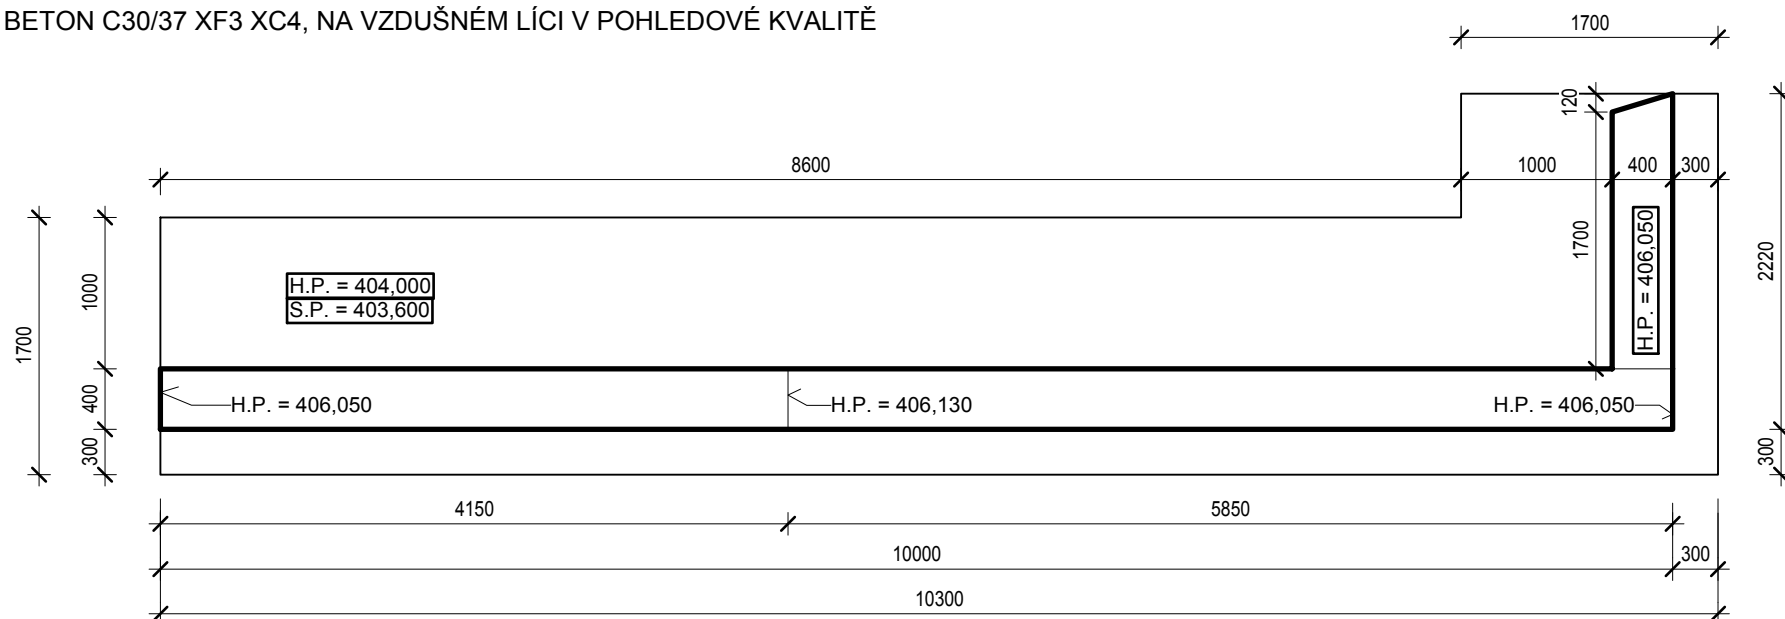 BETON C30/37 XF3 XC4, NA VZDUŠNÉM LÍCI V POHLEDOVÉ KVALITĚ
1700
120
8600
1000
400
300
1700
H.P. = 406,050
2220
1000
1700
H.P. = 404,000
S.P. = 403,600
400
H.P. = 406,050
H.P. = 406,130
H.P. = 406,050
300
300
4150
5850
10000
300
10300